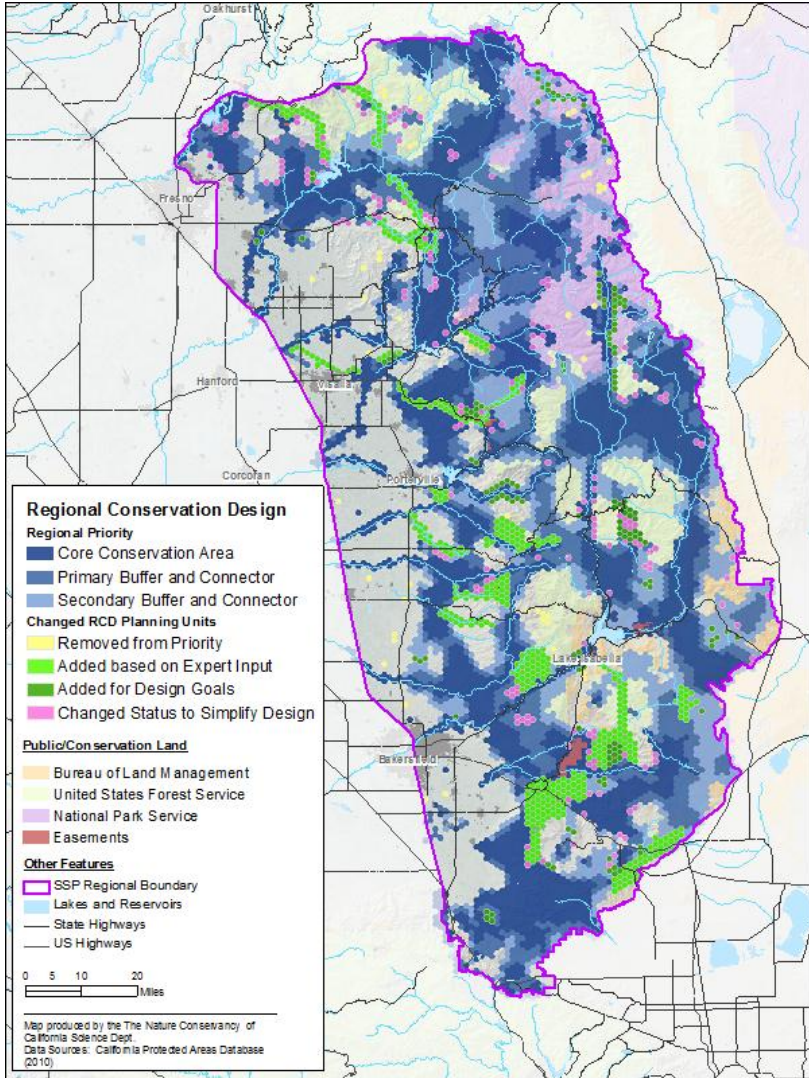 Oakhurst
Fresno
Hanford
Visalia
Corcoran
Porterville
Lake Isabella
Bakersfield
Regional Conservation Design
Regional Priority
Core Conservation Area
Primary Buffer and Connector
Secondary Buffer and Connector
Changed RCD Planning Units
Removed from Priority
Added based on Expert Input
Added for Design Goals
Changed Status to Simplify Design
Public/Conservation Land
Bureau of Land Management
United States Forest Service
National Park Service
Easements
Other Features
SSP Regional Boundary
Lakes and Reservoirs
State Highways
US Highways
0 5 10 20
Miles
Map produced by the The Nature Conservancy of
California Science Dept.
Data Sources: California Protected Areas Database
(2010)